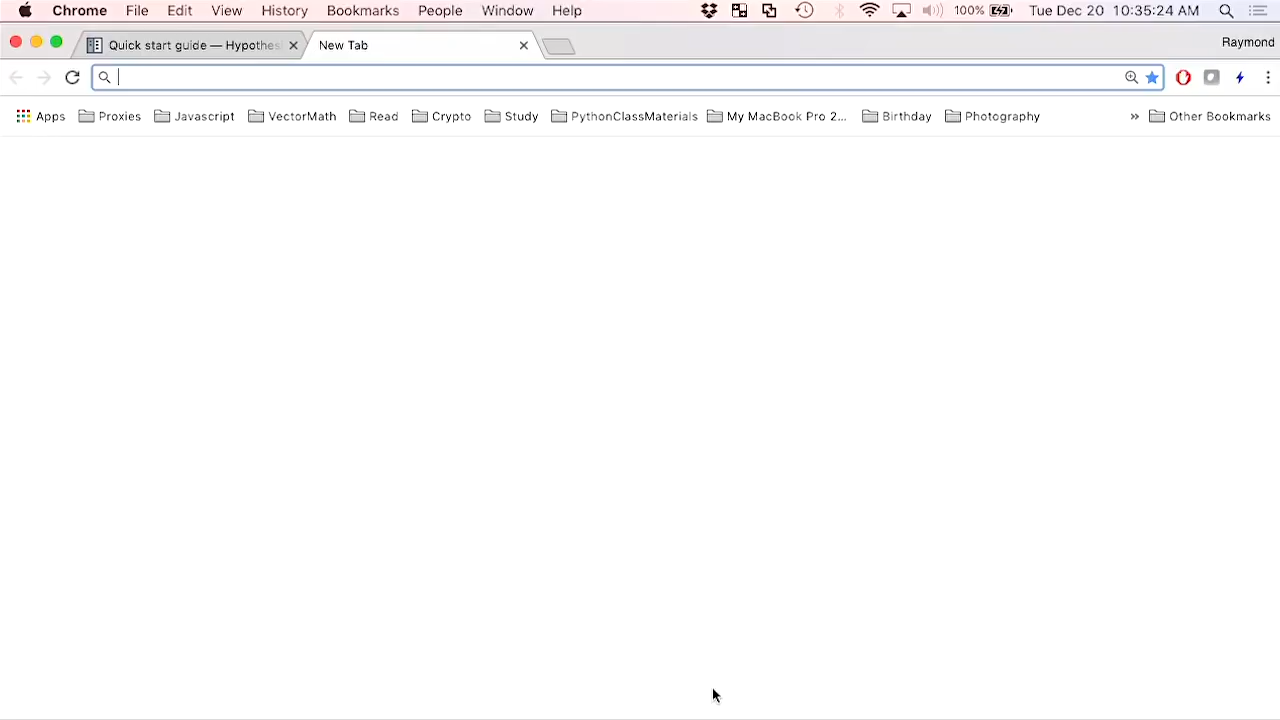 Chrome File Edit View History Bookmarks People Window Help 100% Tue Dec 20 10:35:24 AM
Quick start guide — Hypothes New Tab Raymond
Apps Proxies Javascript VectorMath Read Crypto Study PythonClassMaterials My MacBook Pro 2... Birthday Photography » Other Bookmarks